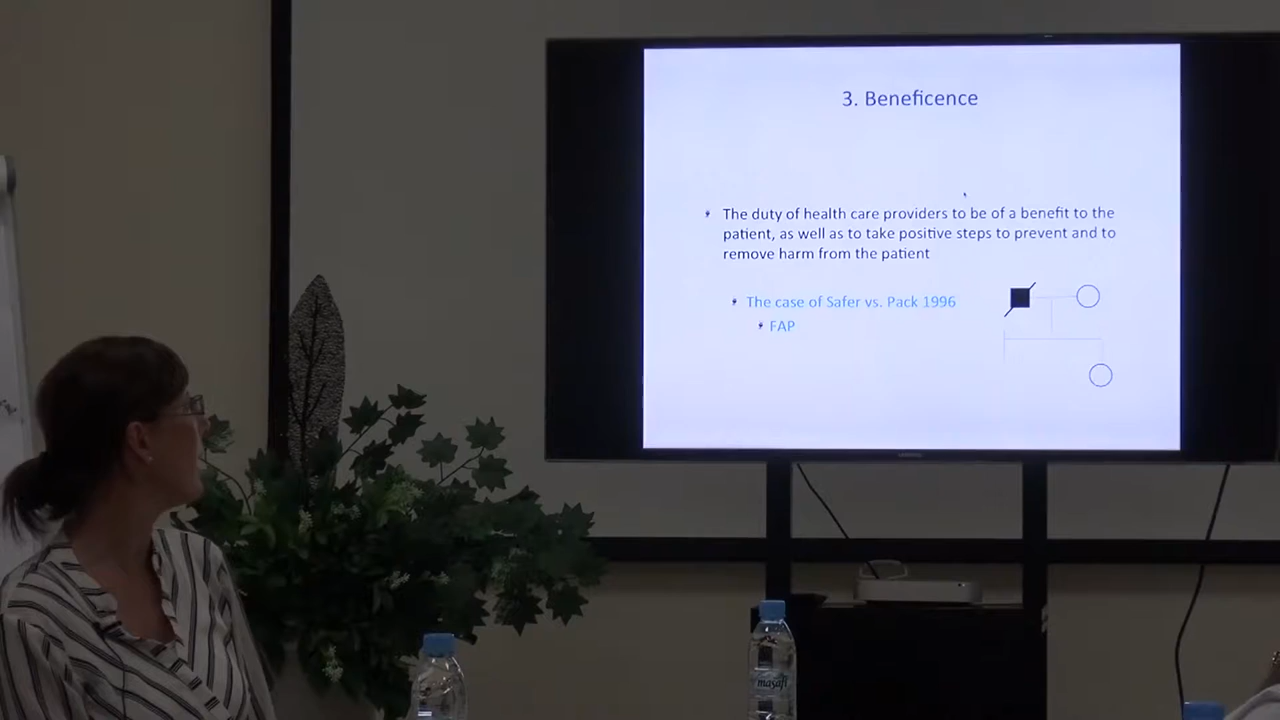 3. Beneficence
The duty of health care providers to be of a benefit to the
patient, as well as to take positive steps to prevent and to
remove harm from the patient
The case of Safer vs. Pack 1996
FAP
masafi